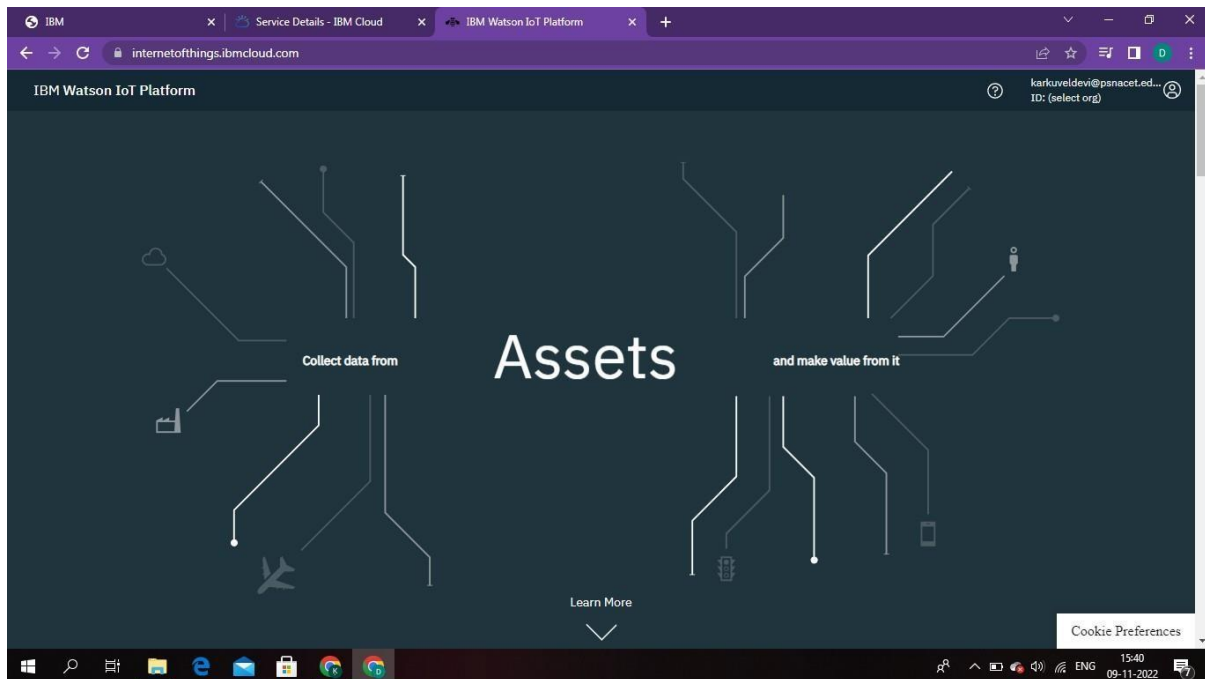 IBM
Service Details - IBM Cloud
IBM Watson IoT Platform
internetofthings.ibmcloud.com
D
IBM Watson IoT Platform
karkuveldevi@psnacet.ed...
ID: (select org)
Collect data from
Assets
and make value from it
Learn More
Cookie Preferences
ENG
15:40
09-11-2022